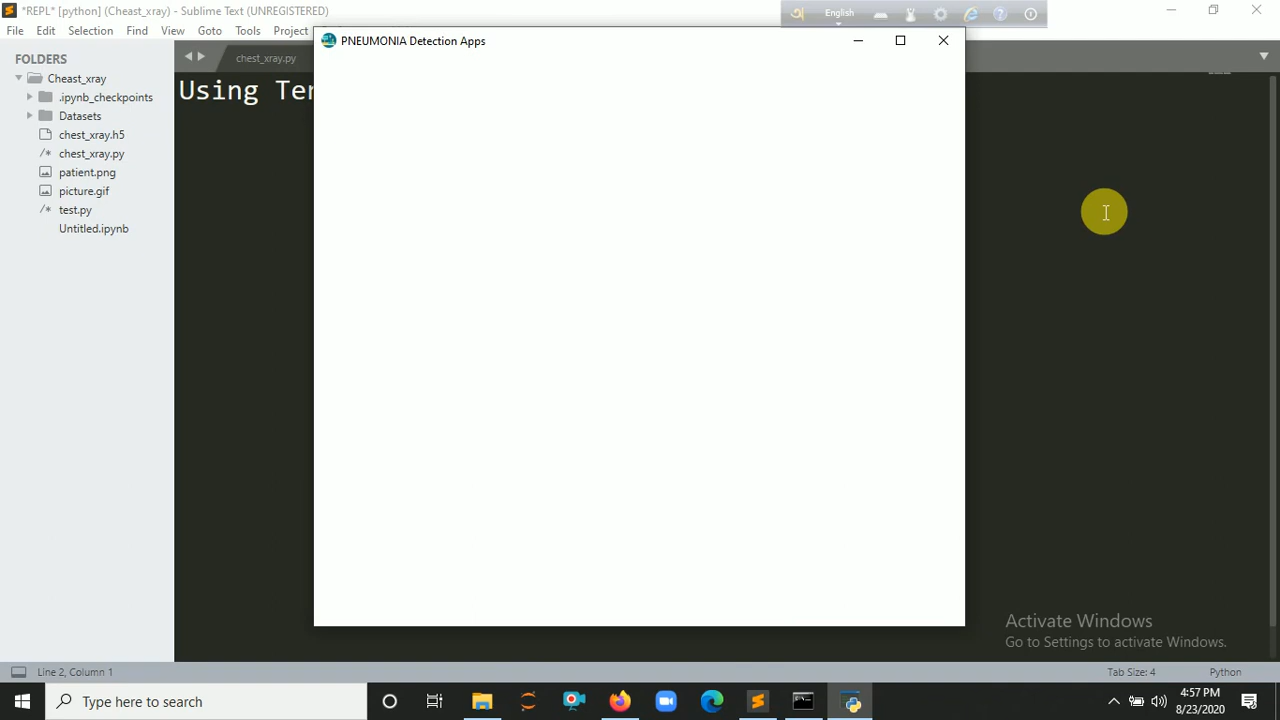 *REPL* [python] (Cheast_xray) - Sublime Text (UNREGISTERED)
English
File Edit Selection Find View Goto Tools Project
PNEUMONIA Detection Apps
FOLDERS
Cheast_xray
.ipynb_checkpoints
Datasets
chest_xray.h5
chest_xray.py
patient.png
picture.gif
test.py
Untitled.ipynb
chest_xray.py
Using
Activate Windows
Go to Settings to activate Windows.
Line 2, Column 1
Tab Size: 4
Python
Type here to search
4:57 PM
8/23/2020